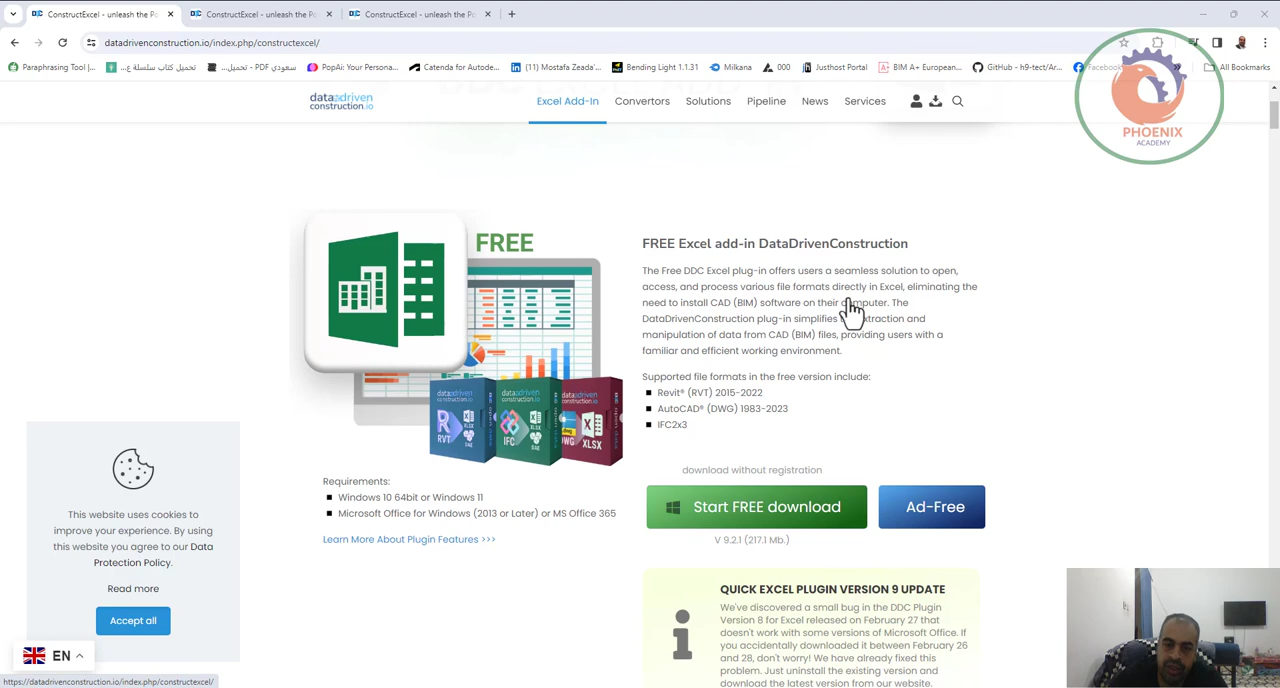 ConstructExcel - unleash the Po
ConstructExcel - unleash the Po
ConstructExcel - unleash the Po
datadrivenconstruction.io/index.php/constructexcel/
Paraphrasing Tool |...
تحميل كتاب سلسلة ع...
سعودي PDF - تحميل...
PopAi: Your Persona...
(11) Mostafa Zeada'...
Bending Light 1.1.31
Milkana
000
Justhost Portal
BIM A+ European...
GitHub - h9-tect/Ar...
Facebook
All Bookmarks
Excel Add-In
Convertors
Solutions
Pipeline
News
Services
PHOENIX
ACADEMY
FREE
FREE Excel add-in DataDrivenConstruction
The Free DDC Excel plug-in offers users a seamless solution to open,
access, and process various file formats directly in Excel, eliminating the
need to install CAD (BIM) software on their computer. The
DataDrivenConstruction plug-in simplifies extraction and
manipulation of data from CAD (BIM) files, providing users with a
familiar and efficient working environment.
Supported file formats in the free version include:
Revit® (RVT) 2015-2022
AutoCAD® (DWG) 1983-2023
IFC2x3
RVT
IFC
XLSX
Requirements:
Windows 10 64bit or Windows 11
Microsoft Office for Windows (2013 or Later) or MS Office 365
Learn More About Plugin Features >>>
download without registration
Start FREE download
Ad-Free
V 9.2.1 (217.1 Mb.)
QUICK EXCEL PLUGIN VERSION 9 UPDATE
We've discovered a small bug in the DDC Plugin
Version 8 for Excel released on February 27 that
doesn't work with some versions of Microsoft Office. If
you accidentally downloaded it between February 26
and 28, don't worry! We have already fixed this
problem. Just uninstall the existing version and
download the latest version from our website.
This website uses cookies to
improve your experience. By using
this website you agree to our Data
Protection Policy.
Read more
Accept all
EN
https://datadrivenconstruction.io/index.php/constructexcel/